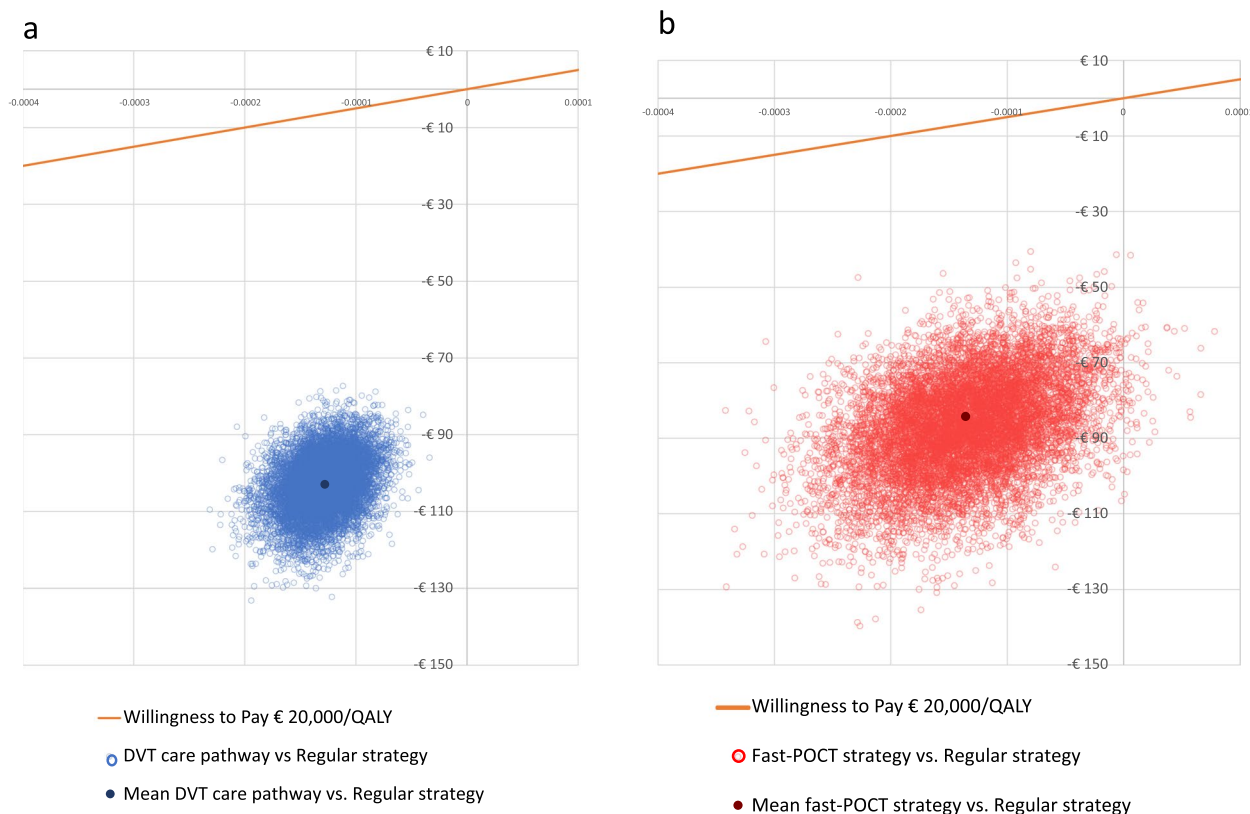 a
€ 10
-0.0004 -0.0003 -0.0002 -0.0001 0 0.0001
-€ 10
-€ 30
-€ 50
-€ 70
-€ 90
-€ 110
-€ 130
-€ 150
Willingness to Pay € 20,000/QALY
DVT care pathway vs Regular strategy
Mean DVT care pathway vs. Regular strategy
b
€ 10
-0.0004 -0.0003 -0.0002 -0.0001 0 0.000
-€ 10
-€ 30
-€ 50
-€ 70
-€ 90
-€ 110
-€ 130
-€ 150
Willingness to Pay € 20,000/QALY
Fast-POCT strategy vs. Regular strategy
Mean fast-POCT strategy vs. Regular strategy